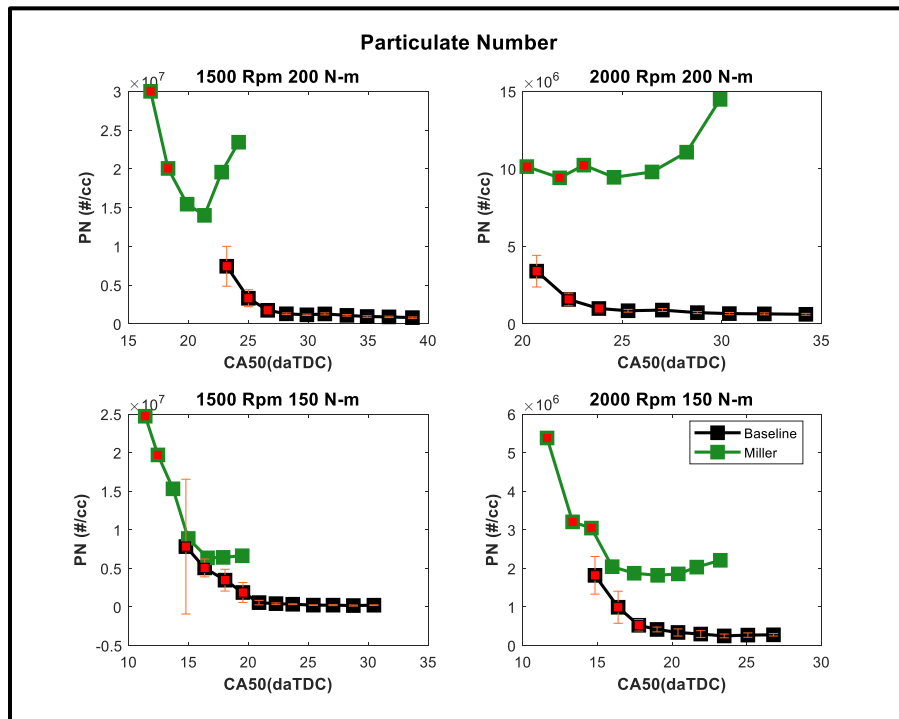 Particulate Number
1500 Rpm 200 N-m
×10^7
3
2.5
2
1.5
1
0.5
0
PN (#/cc)
15 20 25 30 35 40
CA50(daTDC)
2000 Rpm 200 N-m
×10^6
15
10
5
0
PN (#/cc)
20 25 30 35
CA50(daTDC)
1500 Rpm 150 N-m
×10^7
2.5
2
1.5
1
0.5
0
-0.5
PN (#/cc)
10 15 20 25 30 35
CA50(daTDC)
2000 Rpm 150 N-m
×10^6
6
5
4
3
2
1
0
PN (#/cc)
10 15 20 25 30
CA50(daTDC)
Baseline
Miller